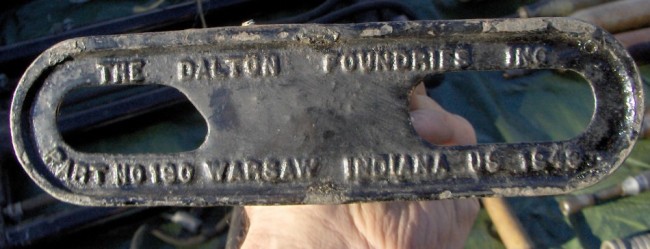 THE DALTON FOUNDRIES INC
PART NO 190 WARSAW INDIANA US